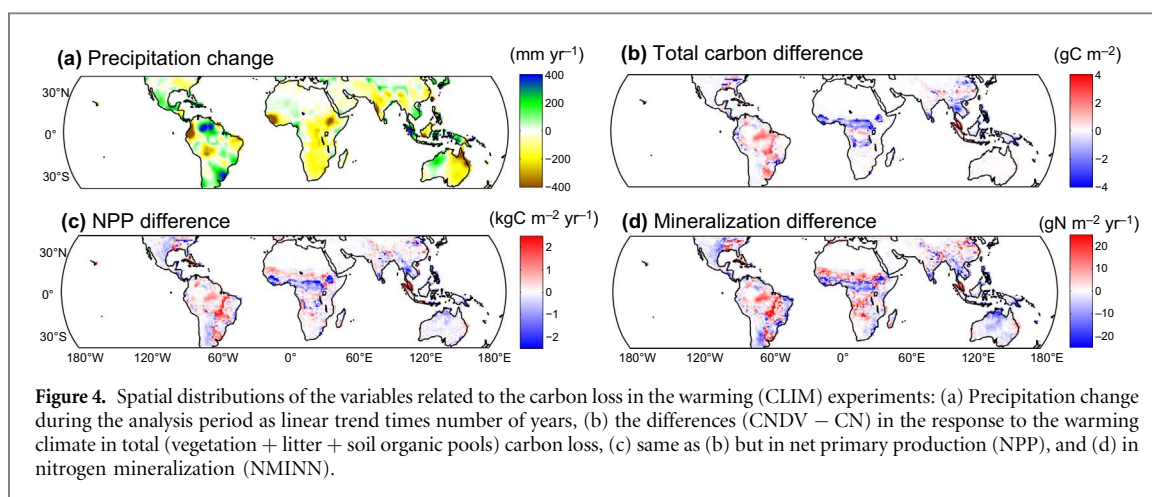 (a) Precipitation change (mm yr⁻¹)
30°N
0°
30°S
400
200
0
−200
−400
(b) Total carbon difference (gC m⁻²)
4
2
0
−2
−4
(c) NPP difference (kgC m⁻² yr⁻¹)
30°N
0°
30°S
2
1
0
−1
−2
180°W 120°W 60°W 0° 60°E 120°E 180°E
(d) Mineralization difference (gN m⁻² yr⁻¹)
20
10
0
−10
−20
180°W 120°W 60°W 0° 60°E 120°E 180°E
Figure 4. Spatial distributions of the variables related to the carbon loss in the warming (CLIM) experiments: (a) Precipitation change
during the analysis period as linear trend times number of years, (b) the differences (CNDV − CN) in the response to the warming
climate in total (vegetation + litter + soil organic pools) carbon loss, (c) same as (b) but in net primary production (NPP), and (d) in
nitrogen mineralization (NMINN).